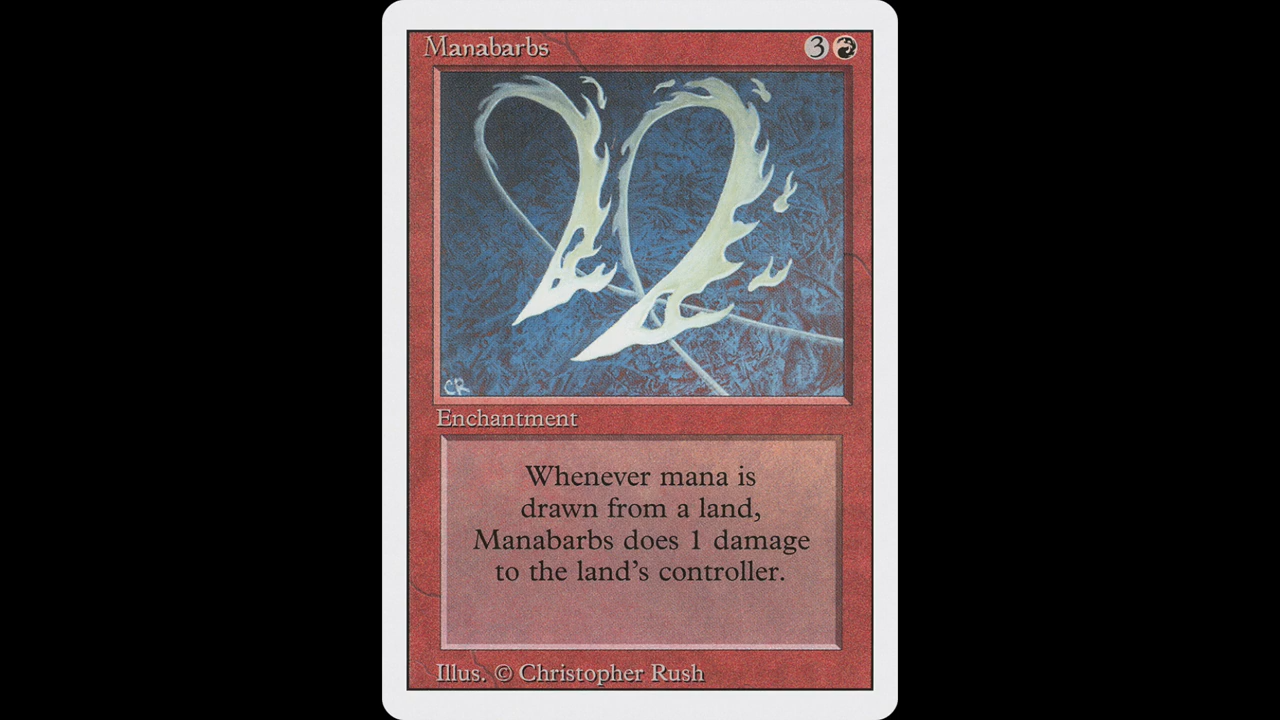 Manabarbs 3
CR
Enchantment
Whenever mana is
drawn from a land,
Manabarbs does 1 damage
to the land's controller.
Illus. © Christopher Rush